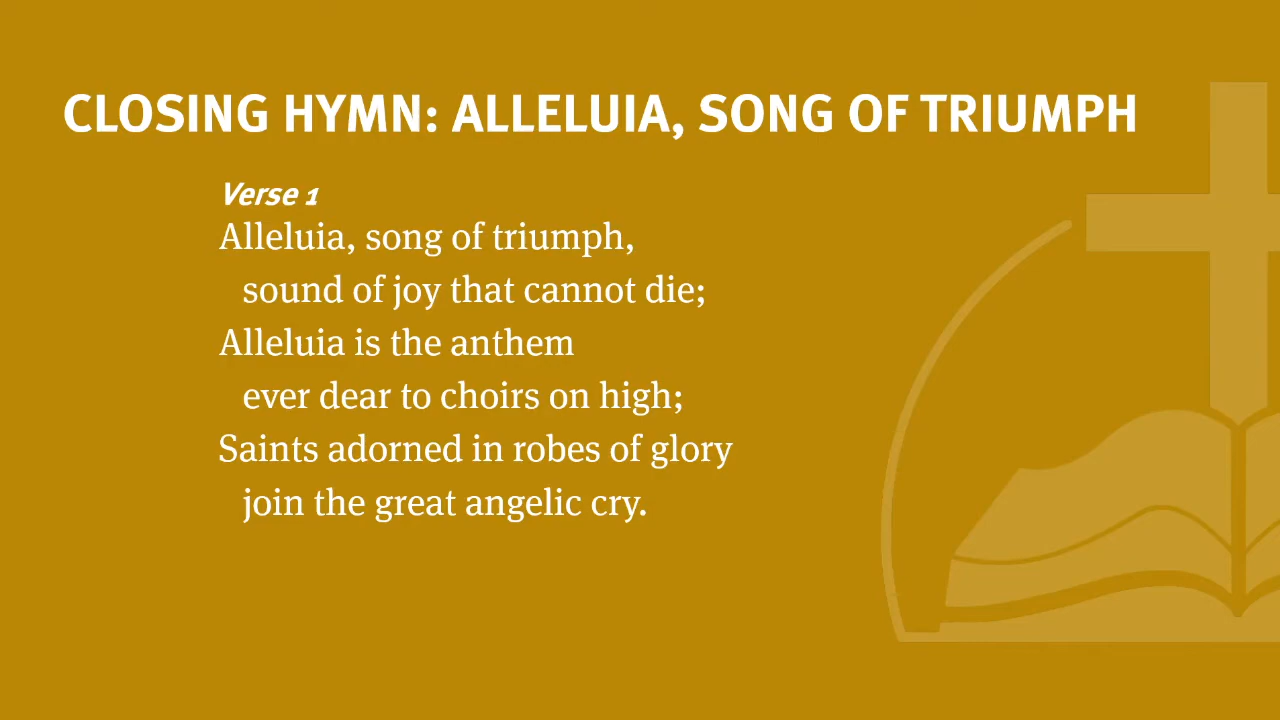 CLOSING HYMN: ALLELUIA, SONG OF TRIUMPH
Verse 1
Alleluia, song of triumph,
sound of joy that cannot die;
Alleluia is the anthem
ever dear to choirs on high;
Saints adorned in robes of glory
join the great angelic cry.